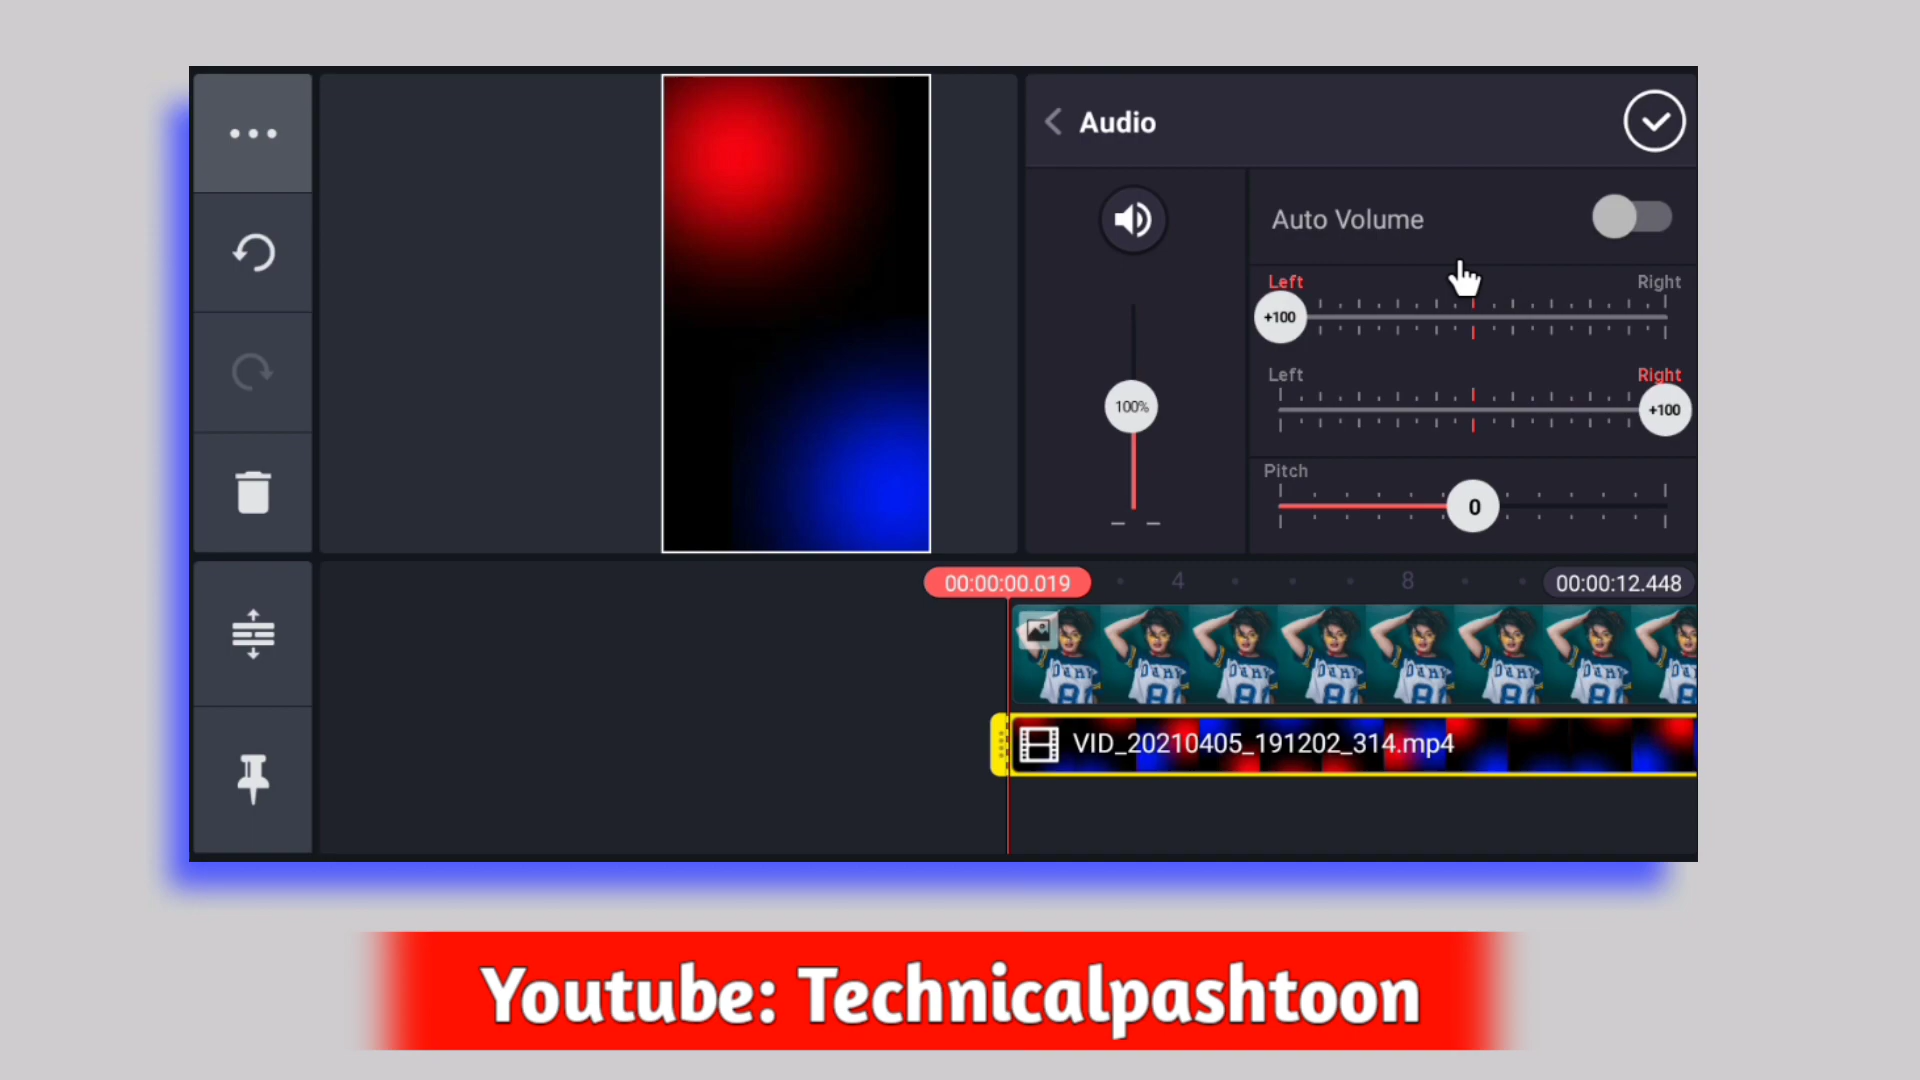 Audio
Auto Volume
Left Right
+100
Left Right
+100
100%
Pitch
0
00:00:00.019 4 8 00:00:12.448
VID_20210405_191202_314.mp4
Youtube: Technicalpashtoon